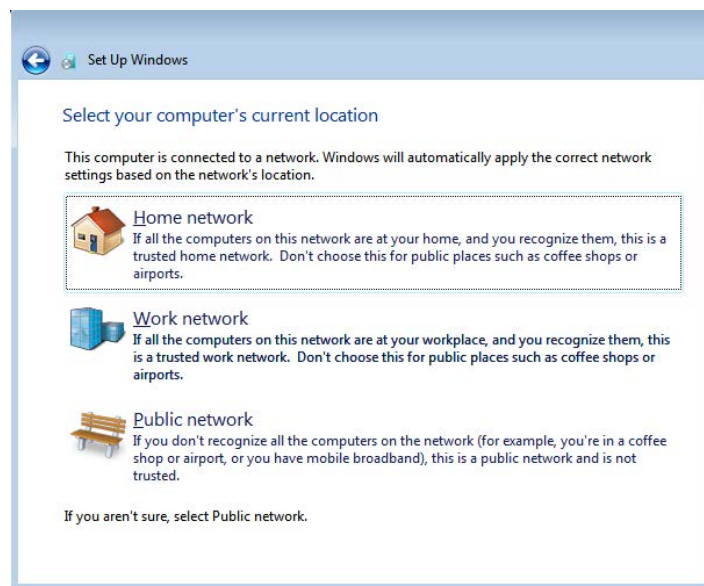 Set Up Windows
Select your computer's current location
This computer is connected to a network. Windows will automatically apply the correct network
settings based on the network's location.
Home network
If all the computers on this network are at your home, and you recognize them, this is a
trusted home network.  Don't choose this for public places such as coffee shops or
airports.
Work network
If all the computers on this network are at your workplace, and you recognize them, this
is a trusted work network.  Don't choose this for public places such as coffee shops or
airports.
Public network
If you don't recognize all the computers on the network (for example, you're in a coffee
shop or airport, or you have mobile broadband), this is a public network and is not
trusted.
If you aren't sure, select Public network.